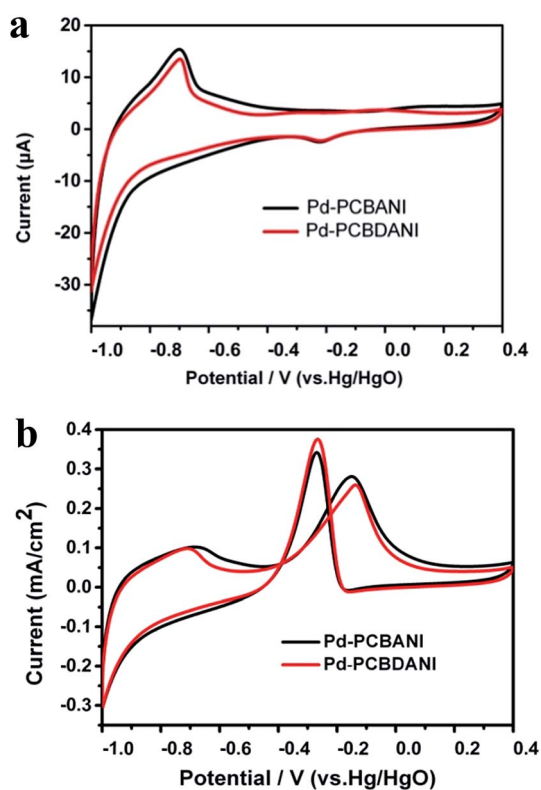 a
20
10
0
-10
-20
-30
Current (µA)
Pd-PCBANI
Pd-PCBDANI
-1.0 -0.8 -0.6 -0.4 -0.2 0.0 0.2 0.4
Potential / V (vs.Hg/HgO)
b
0.4
0.3
0.2
0.1
0.0
-0.1
-0.2
-0.3
Current (mA/cm2)
Pd-PCBANI
Pd-PCBDANI
-1.0 -0.8 -0.6 -0.4 -0.2 0.0 0.2 0.4
Potential / V (vs.Hg/HgO)